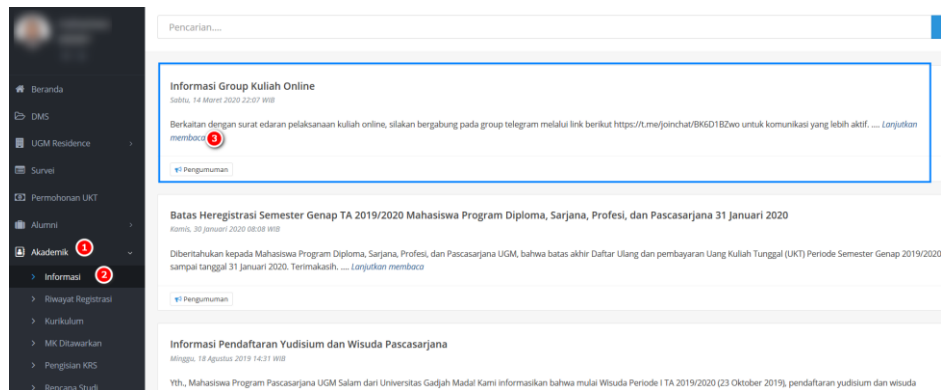 Pencarian....
Beranda
DMS
UGM Residence
Survei
Permohonan UKT
Alumni
Akademik 1
Informasi 2
Riwayat Registrasi
Kurikulum
MK Ditawarkan
Pengisian KRS
Rencana Studi
Informasi Group Kuliah Online
Sabtu, 14 Maret 2020 22:07 WIB
Berkaitan dengan surat edaran pelaksanaan kuliah online, silakan bergabung pada group telegram melalui link berikut https://t.me/joinchat/BK6D1BZwo untuk komunikasi yang lebih aktif. .... Lanjutkan
membaca 3
Pengumuman
Batas Heregistrasi Semester Genap TA 2019/2020 Mahasiswa Program Diploma, Sarjana, Profesi, dan Pascasarjana 31 Januari 2020
Kamis, 30 Januari 2020 08:08 WIB
Diberitahukan kepada Mahasiswa Program Diploma, Sarjana, Profesi, dan Pascasarjana UGM, bahwa batas akhir Daftar Ulang dan pembayaran Uang Kuliah Tunggal (UKT) Periode Semester Genap 2019/2020
sampai tanggal 31 Januari 2020. Terimakasih. .... Lanjutkan membaca
Pengumuman
Informasi Pendaftaran Yudisium dan Wisuda Pascasarjana
Minggu, 18 Agustus 2019 14:31 WIB
Yth., Mahasiswa Program Pascasarjana UGM Salam dari Universitas Gadjah Mada! Kami informasikan bahwa mulai Wisuda Periode I TA 2019/2020 (23 Oktober 2019), pendaftaran yudisium dan wisuda